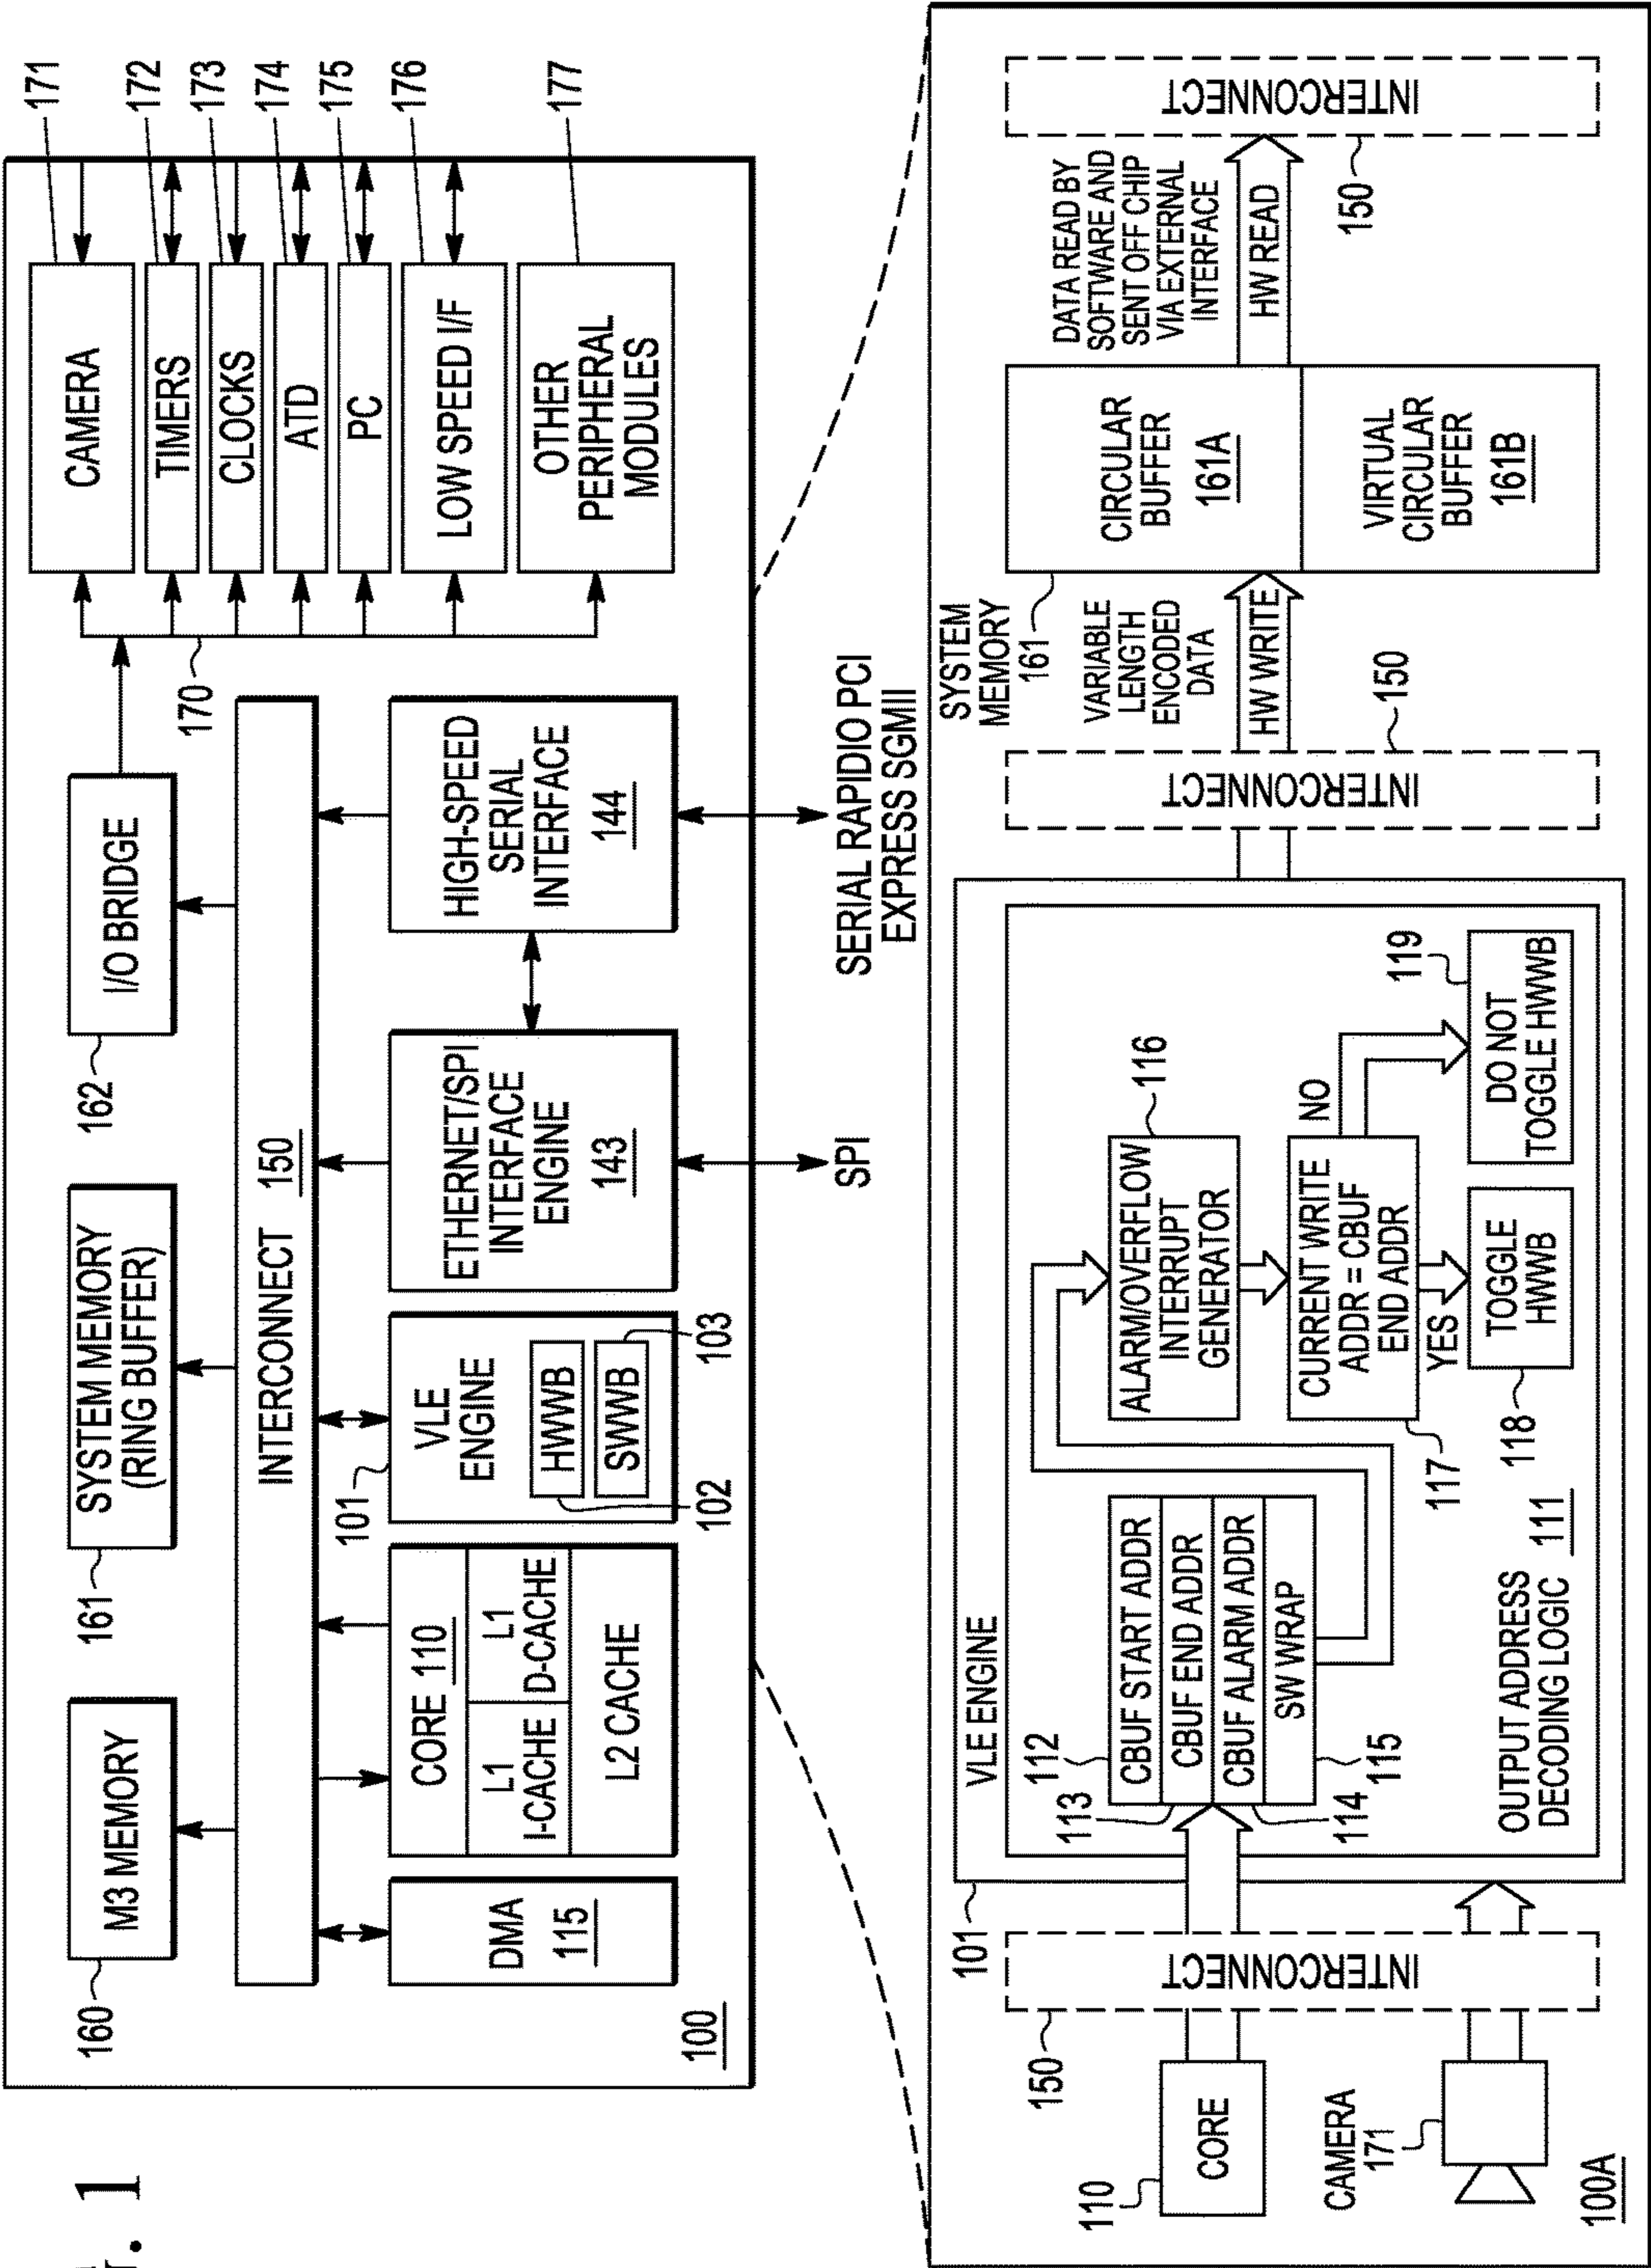 G. 1
M3 MEMORY
160
SYSTEM MEMORY
(RING BUFFER)
161
I/O BRIDGE
162
INTERCONNECT 150
DMA
115
CORE 110
L1
I-CACHE
L1
D-CACHE
L2 CACHE
101
VLE
ENGINE
HWWB
SWWB
102
103
ETHERNET/SPI
INTERFACE
ENGINE
143
HIGH-SPEED
SERIAL
INTERFACE
144
170
CAMERA
TIMERS
CLOCKS
ATD
PC
LOW SPEED I/F
OTHER
PERIPHERAL
MODULES
171
172
173
174
175
176
177
100
SPI
SERIAL RAPIDIO PCI
EXPRESS SGMII
110
CORE
CAMERA
171
100A
150
INTERCONNECT
101
VLE ENGINE
112
CBUF START ADDR
CBUF END ADDR
CBUF ALARM ADDR
SW WRAP
113
114
115
OUTPUT ADDRESS
DECODING LOGIC 111
ALARM/OVERFLOW
INTERRUPT
GENERATOR
116
CURRENT WRITE
ADDR = CBUF
END ADDR
117
NO
YES
TOGGLE
HWWB
118
DO NOT
TOGGLE HWWB
119
INTERCONNECT
150
SYSTEM
MEMORY
161
VARIABLE
LENGTH
ENCODED
DATA
HW WRITE
CIRCULAR
BUFFER
161A
VIRTUAL
CIRCULAR
BUFFER
161B
DATA READ BY
SOFTWARE AND
SENT OFF CHIP
VIA EXTERNAL
INTERFACE
HW READ
150
INTERCONNECT